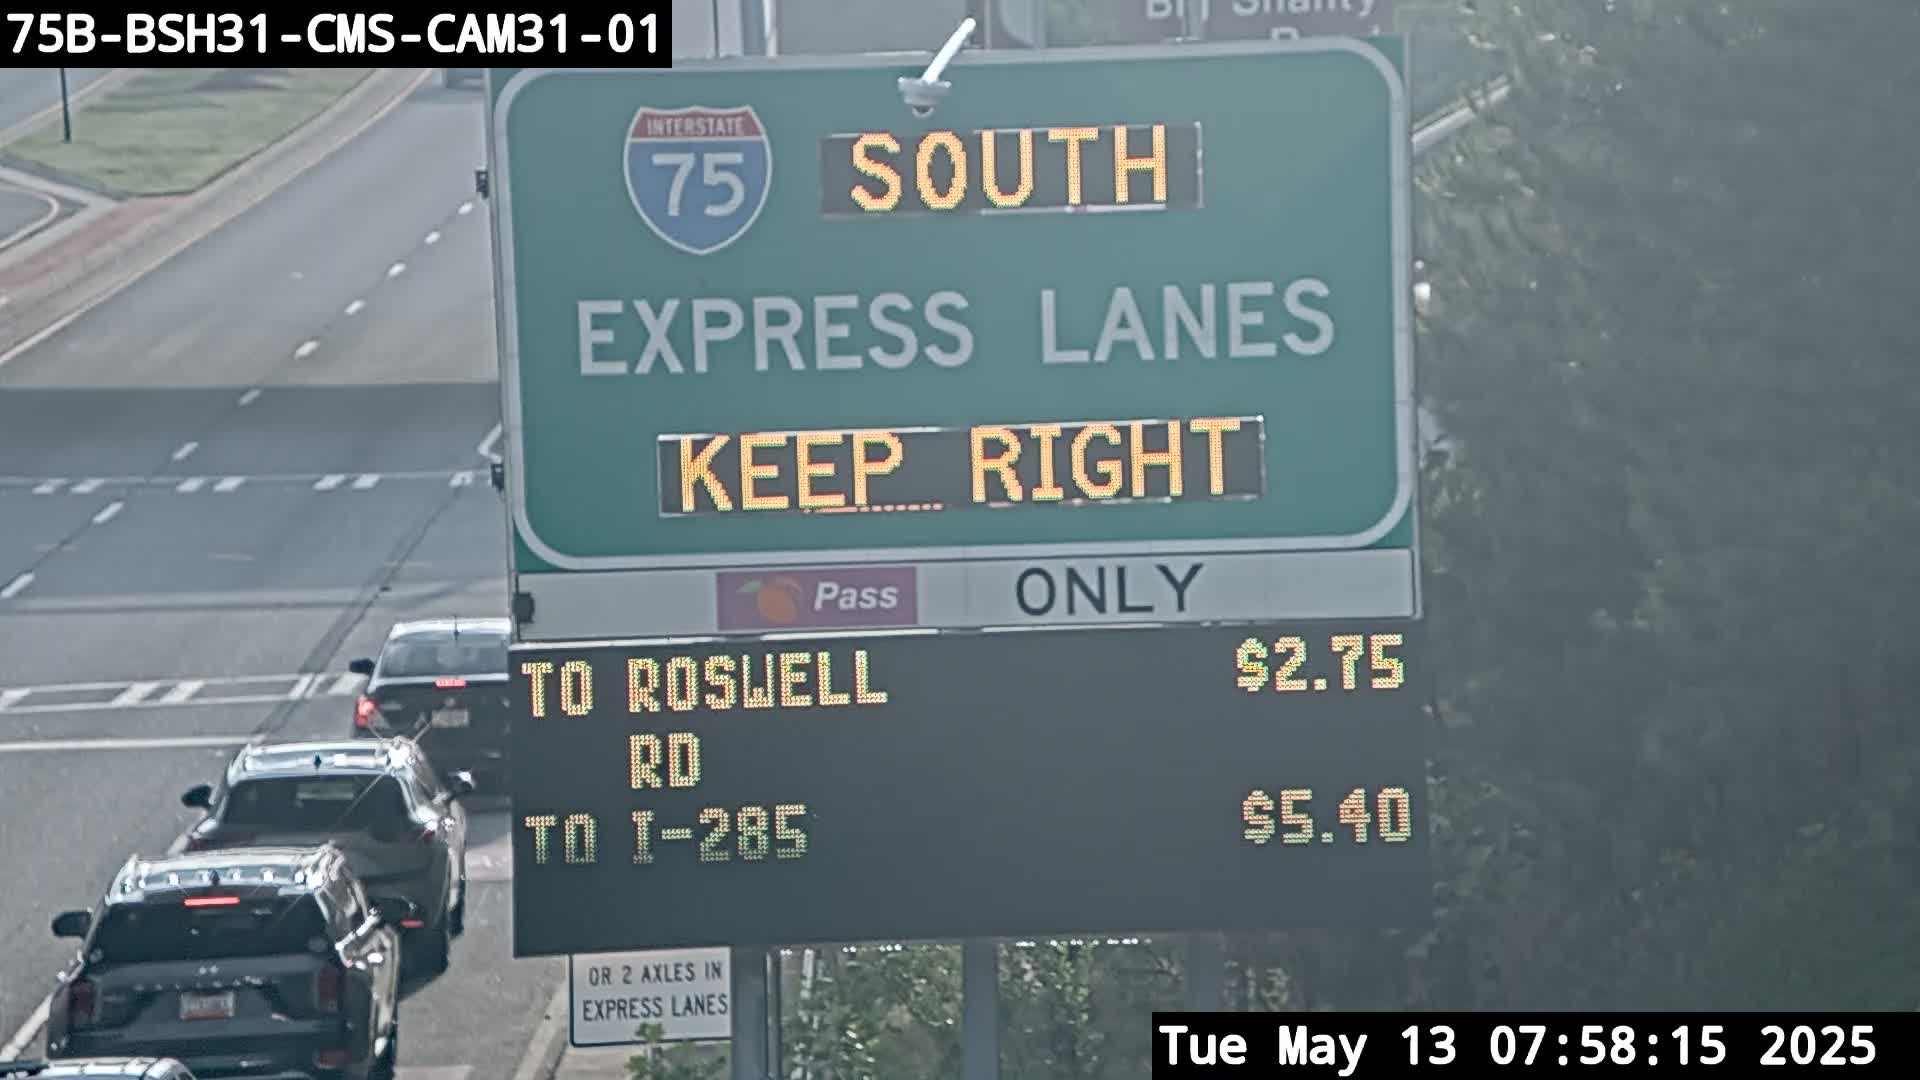 75B-BSH31-CMS-CAM31-01
Shanty
INTERSTATE
75
SOUTH
EXPRESS LANES
KEEP RIGHT
Pass ONLY
TO ROSWELL $2.75
RD
TO I-285 $5.40
OR 2 AXLES IN
EXPRESS LANES
Tue May 13 07:58:15 2025